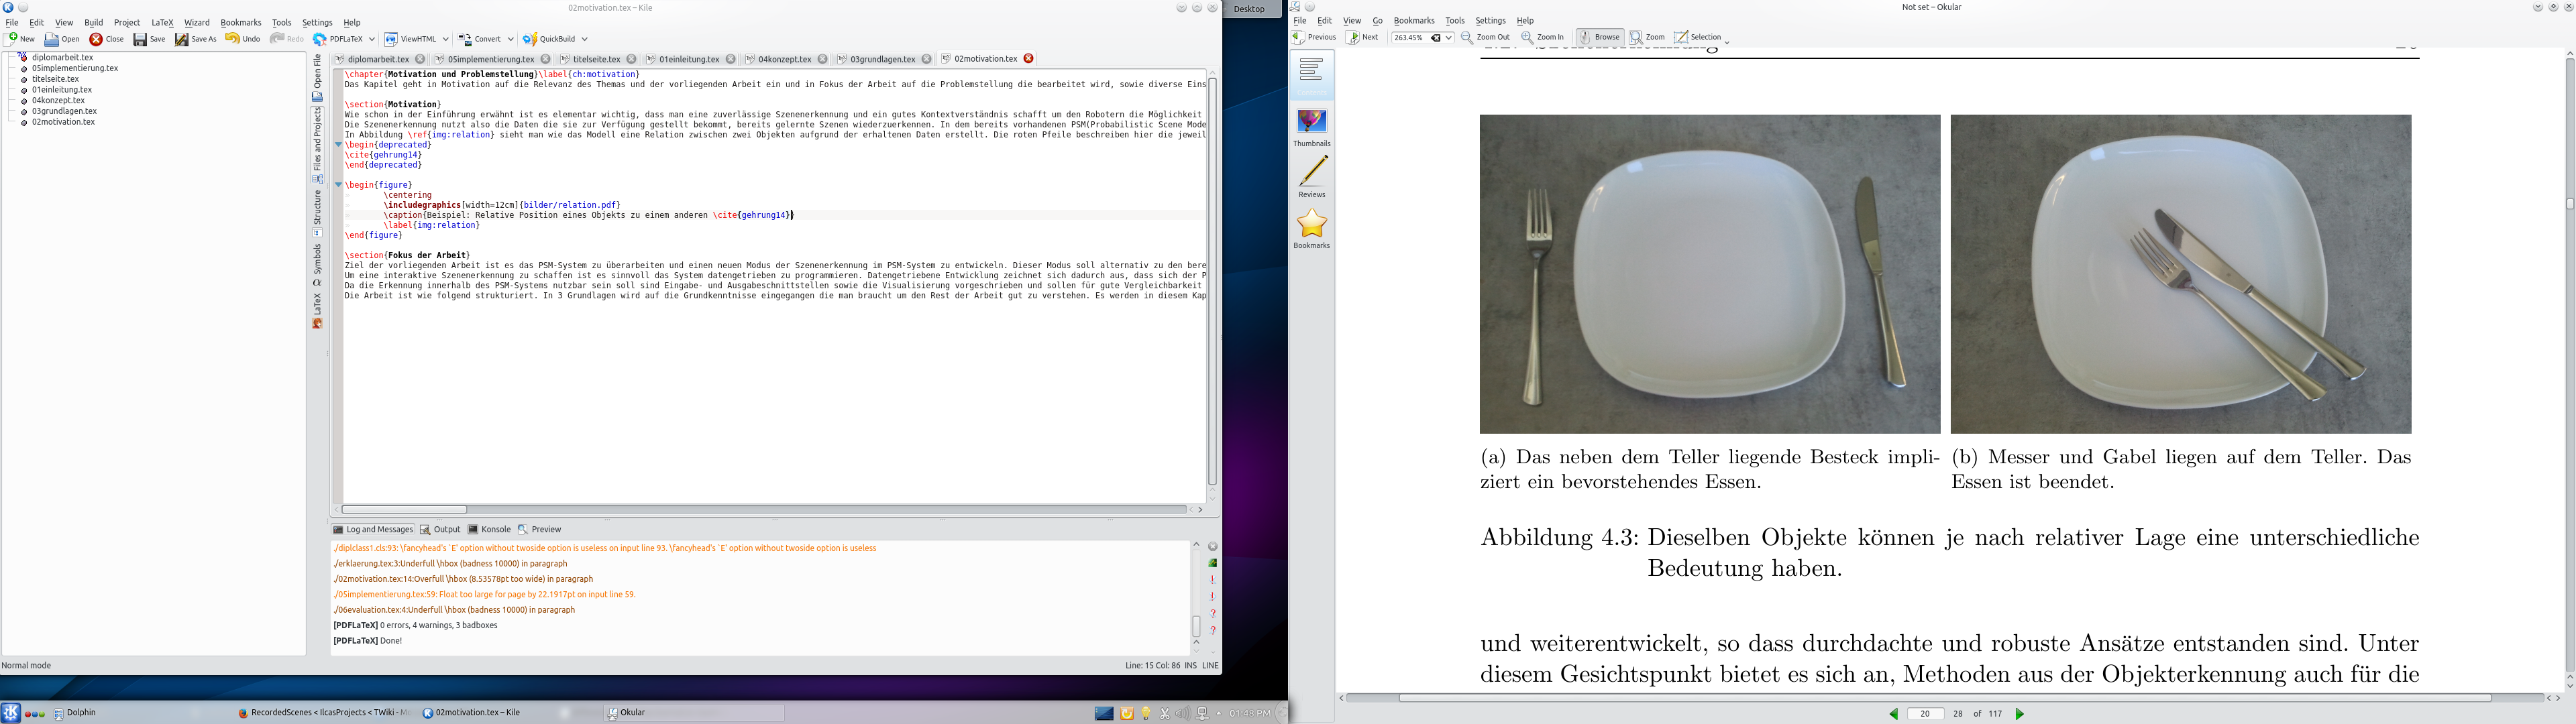 02motivation.tex – Kile
File Edit View Build Project LaTeX Wizard Bookmarks Tools Settings Help
New Open Close Save Save As Undo Redo PDFLaTeX ViewHTML Convert QuickBuild
diplomarbeit.tex
05implementierung.tex
titelseite.tex
01einleitung.tex
04konzept.tex
03grundlagen.tex
02motivation.tex
Open File
Files and Projects
Structure
Symbols
LaTeX
diplomarbeit.tex 05implementierung.tex titelseite.tex 01einleitung.tex 04konzept.tex 03grundlagen.tex 02motivation.tex
\chapter{Motivation und Problemstellung}\label{ch:motivation}
Das Kapitel geht in Motivation auf die Relevanz des Themas und der vorliegenden Arbeit ein und in Fokus der Arbeit auf die Problemstellung die bearbeitet wird, sowie diverse Eins
\section{Motivation}
Wie schon in der Einführung erwähnt ist es elementar wichtig, dass man eine zuverlässige Szenenerkennung und ein gutes Kontextverständnis schafft um den Robotern die Möglichkeit
Die Szenenerkennung nutzt also die Daten die sie zur Verfügung gestellt bekommt, bereits gelernte Szenen wiederzuerkennen. In dem bereits vorhandenen PSM(Probabilistic Scene Mode
In Abbildung \ref{img:relation} sieht man wie das Modell eine Relation zwischen zwei Objekten aufgrund der erhaltenen Daten erstellt. Die roten Pfeile beschreiben hier die jeweil
\begin{deprecated}
\cite{gehrung14}
\end{deprecated}
\begin{figure}
\centering
\includegraphics[width=12cm]{bilder/relation.pdf}
\caption{Beispiel: Relative Position eines Objekts zu einem anderen \cite{gehrung14}}
\label{img:relation}
\end{figure}
\section{Fokus der Arbeit}
Ziel der vorliegenden Arbeit ist es das PSM-System zu überarbeiten und einen neuen Modus der Szenenerkennung im PSM-System zu entwickeln. Dieser Modus soll alternativ zu den bere
Um eine interaktive Szenenerkennung zu schaffen ist es sinnvoll das System datengetrieben zu programmieren. Datengetriebene Entwicklung zeichnet sich dadurch aus, dass sich der P
Da die Erkennung innerhalb des PSM-Systems nutzbar sein soll sind Eingabe- und Ausgabeschnittstellen sowie die Visualisierung vorgeschrieben und sollen für gute Vergleichbarkeit
Die Arbeit ist wie folgend strukturiert. In 3 Grundlagen wird auf die Grundkenntnisse eingegangen die man braucht um den Rest der Arbeit gut zu verstehen. Es werden in diesem Kap
Log and Messages Output Konsole Preview
./diplclass1.cls:93: \fancyhead's `E' option without twoside option is useless on input line 93. \fancyhead's `E' option without twoside option is useless
./erklaerung.tex:3:Underfull \hbox (badness 10000) in paragraph
./02motivation.tex:14:Overfull \hbox (8.53578pt too wide) in paragraph
./05implementierung.tex:59: Float too large for page by 22.1917pt on input line 59.
./06evaluation.tex:4:Underfull \hbox (badness 10000) in paragraph
[PDFLaTeX] 0 errors, 4 warnings, 3 badboxes
[PDFLaTeX] Done!
Normal mode
Line: 15 Col: 86 INS LINE
Desktop
Dolphin
RecordedScenes < IlcasProjects < TWiki - M
02motivation.tex – Kile
Okular
01:48 PM
Not set – Okular
File Edit View Go Bookmarks Tools Settings Help
Previous Next 263.45% Zoom Out Zoom In Browse Zoom Selection
Thumbnails
Reviews
Bookmarks
(a) Das neben dem Teller liegende Besteck impli-
ziert ein bevorstehendes Essen.
(b) Messer und Gabel liegen auf dem Teller. Das
Essen ist beendet.
Abbildung 4.3: Dieselben Objekte können je nach relativer Lage eine unterschiedliche
Bedeutung haben.
und weiterentwickelt, so dass durchdachte und robuste Ansätze entstanden sind. Unter
diesem Gesichtspunkt bietet es sich an, Methoden aus der Objekterkennung auch für die
20 28 of 117